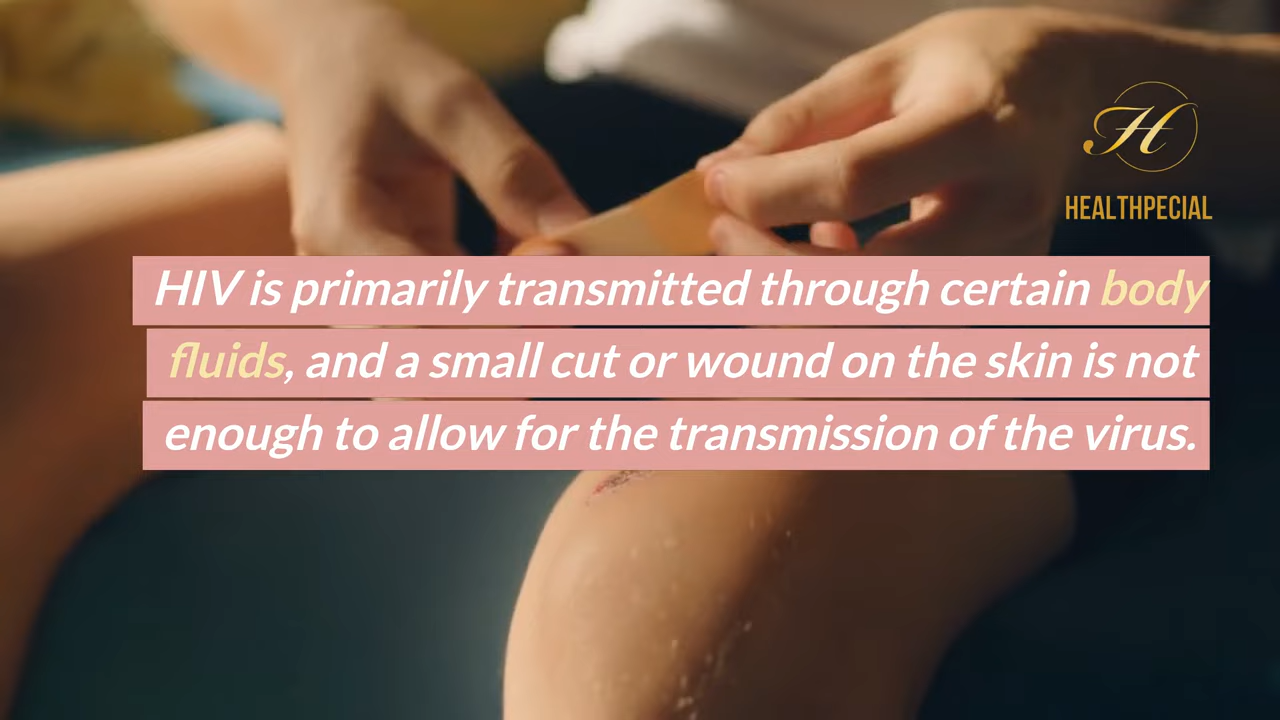 H
HEALTHPECIAL
HIV is primarily transmitted through certain body
fluids, and a small cut or wound on the skin is not
enough to allow for the transmission of the virus.